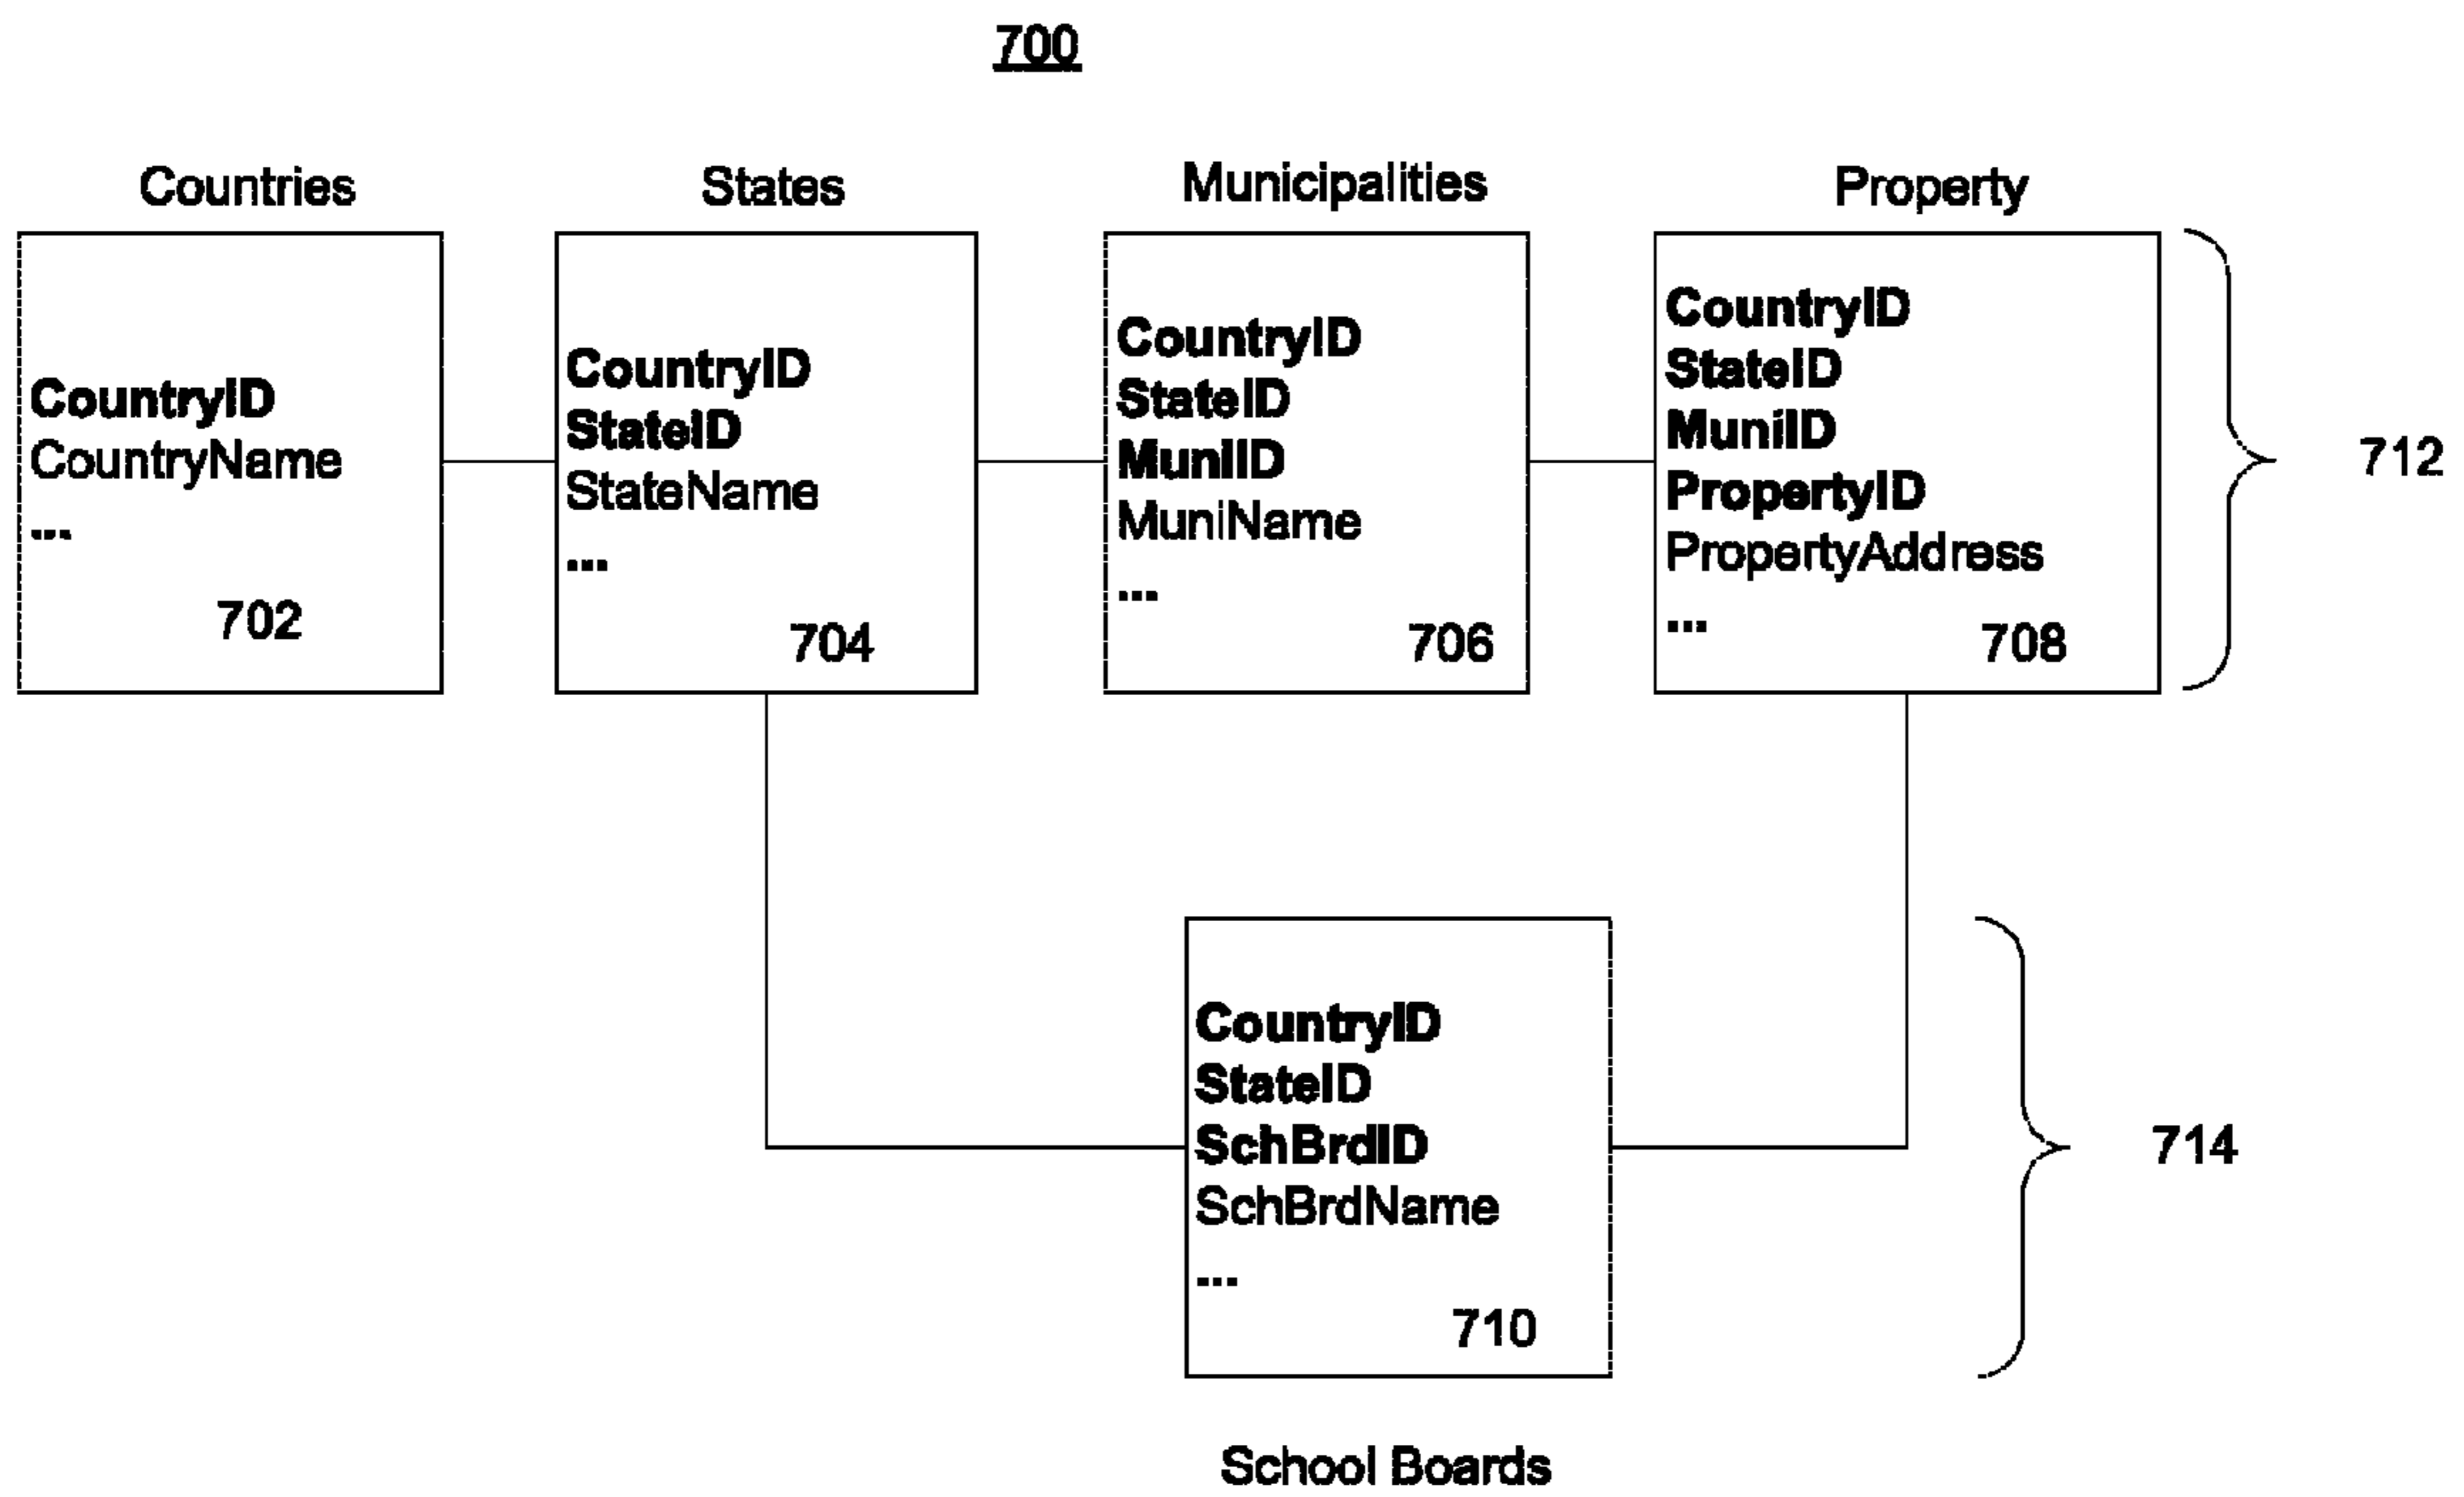 700
Countries
States
Municipalities
Property
CountryID
CountryName
...
702
CountryID
StateID
StateName
...
704
CountryID
StateID
MuniID
MuniName
...
706
CountryID
StateID
MuniID
PropertyID
PropertyAddress
...
708
712
CountryID
StateID
SchBrdID
SchBrdName
...
710
714
School Boards